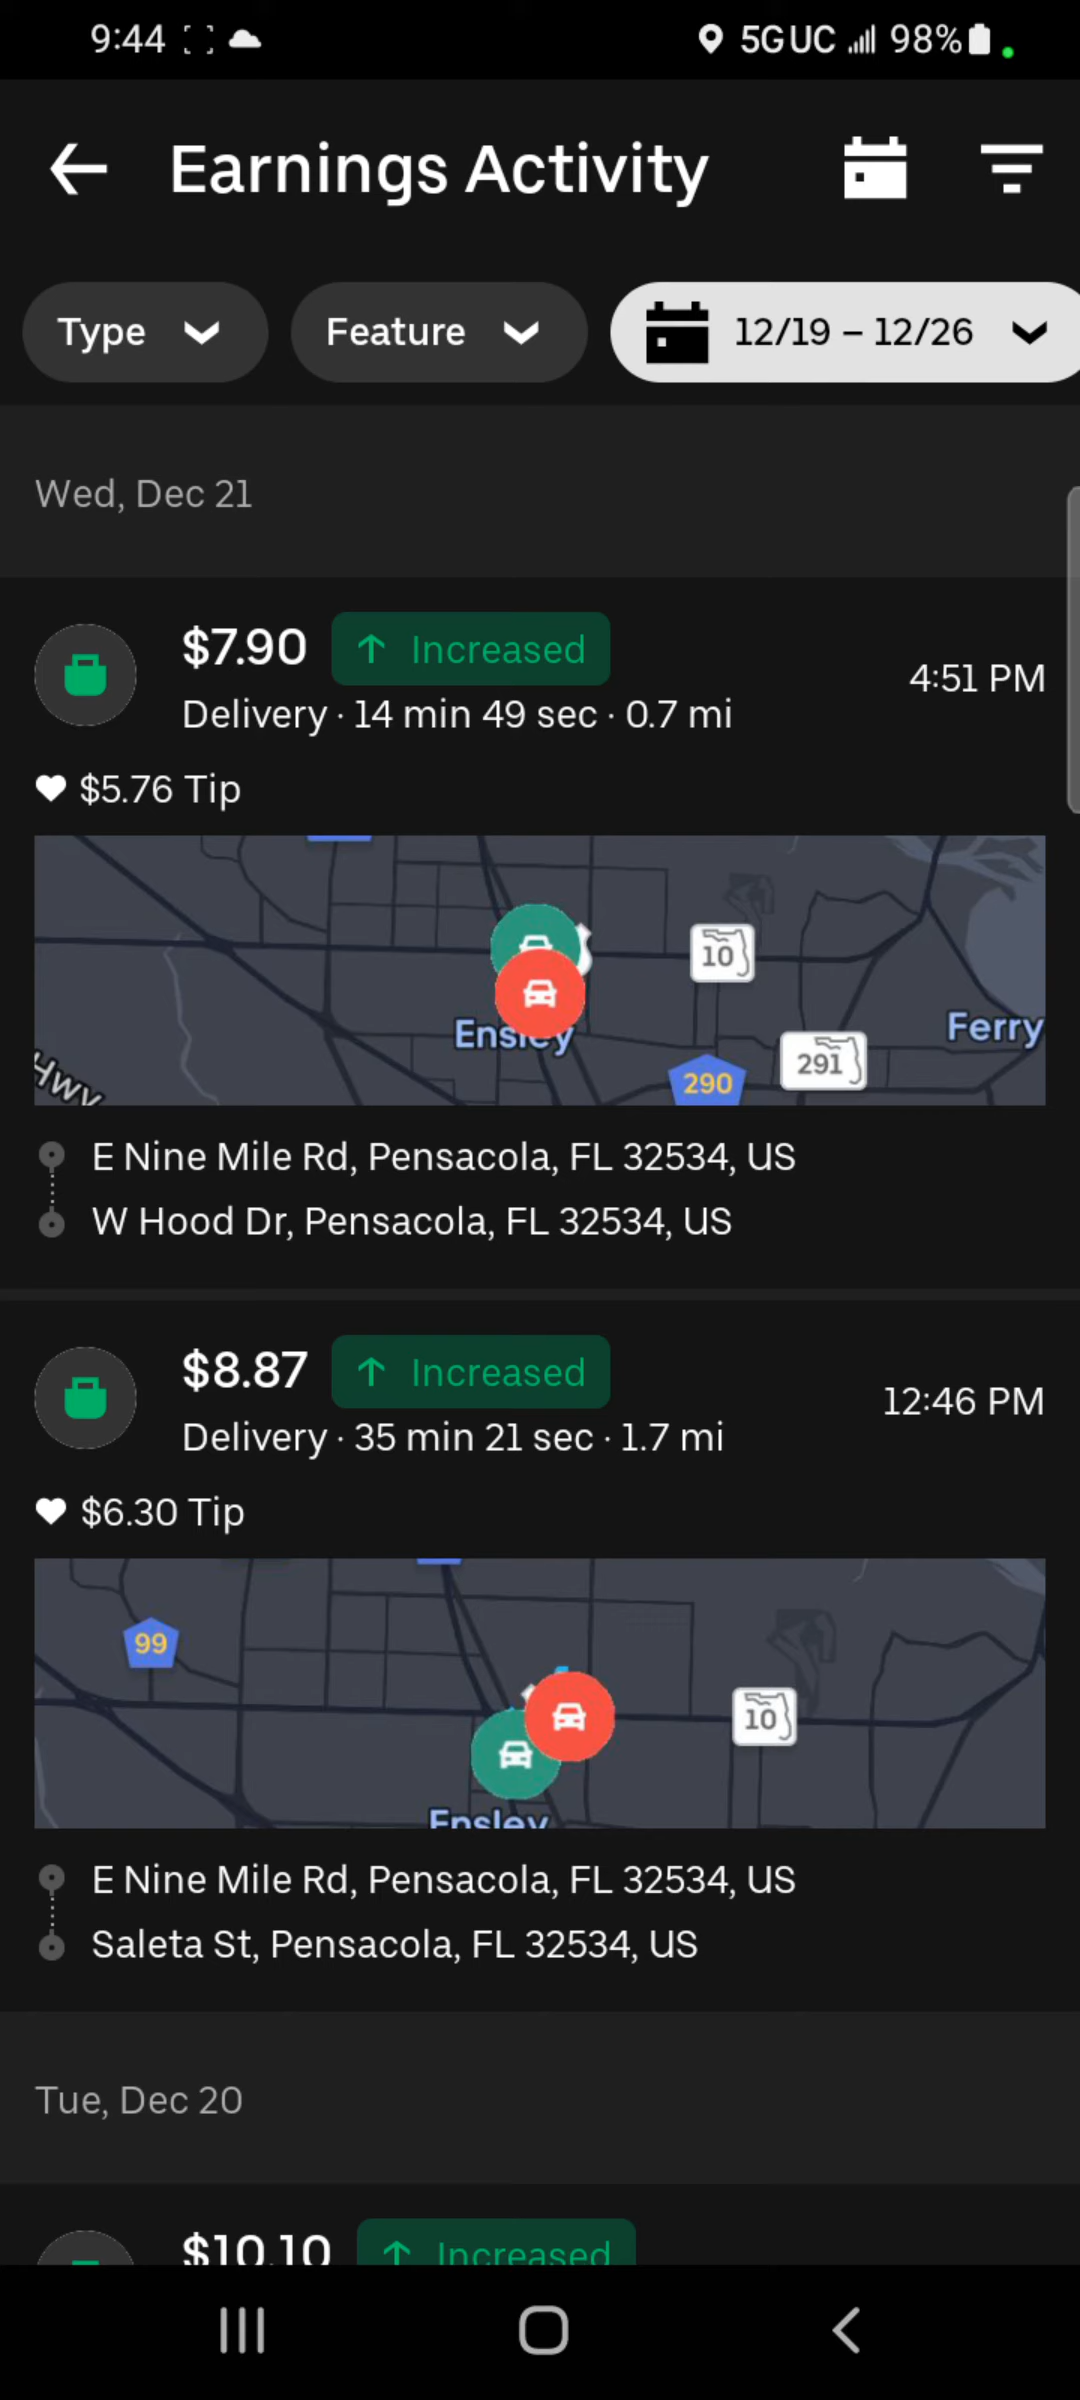 9:44
5G UC 98%
Earnings Activity
Type
Feature
12/19 – 12/26
Wed, Dec 21
$7.90
↑ Increased
4:51 PM
Delivery · 14 min 49 sec · 0.7 mi
$5.76 Tip
10
Ensley
Ferry
291
Hwy
290
E Nine Mile Rd, Pensacola, FL 32534, US
W Hood Dr, Pensacola, FL 32534, US
$8.87
↑ Increased
12:46 PM
Delivery · 35 min 21 sec · 1.7 mi
$6.30 Tip
99
10
Ensley
E Nine Mile Rd, Pensacola, FL 32534, US
Saleta St, Pensacola, FL 32534, US
Tue, Dec 20
$10.10
↑ Increased